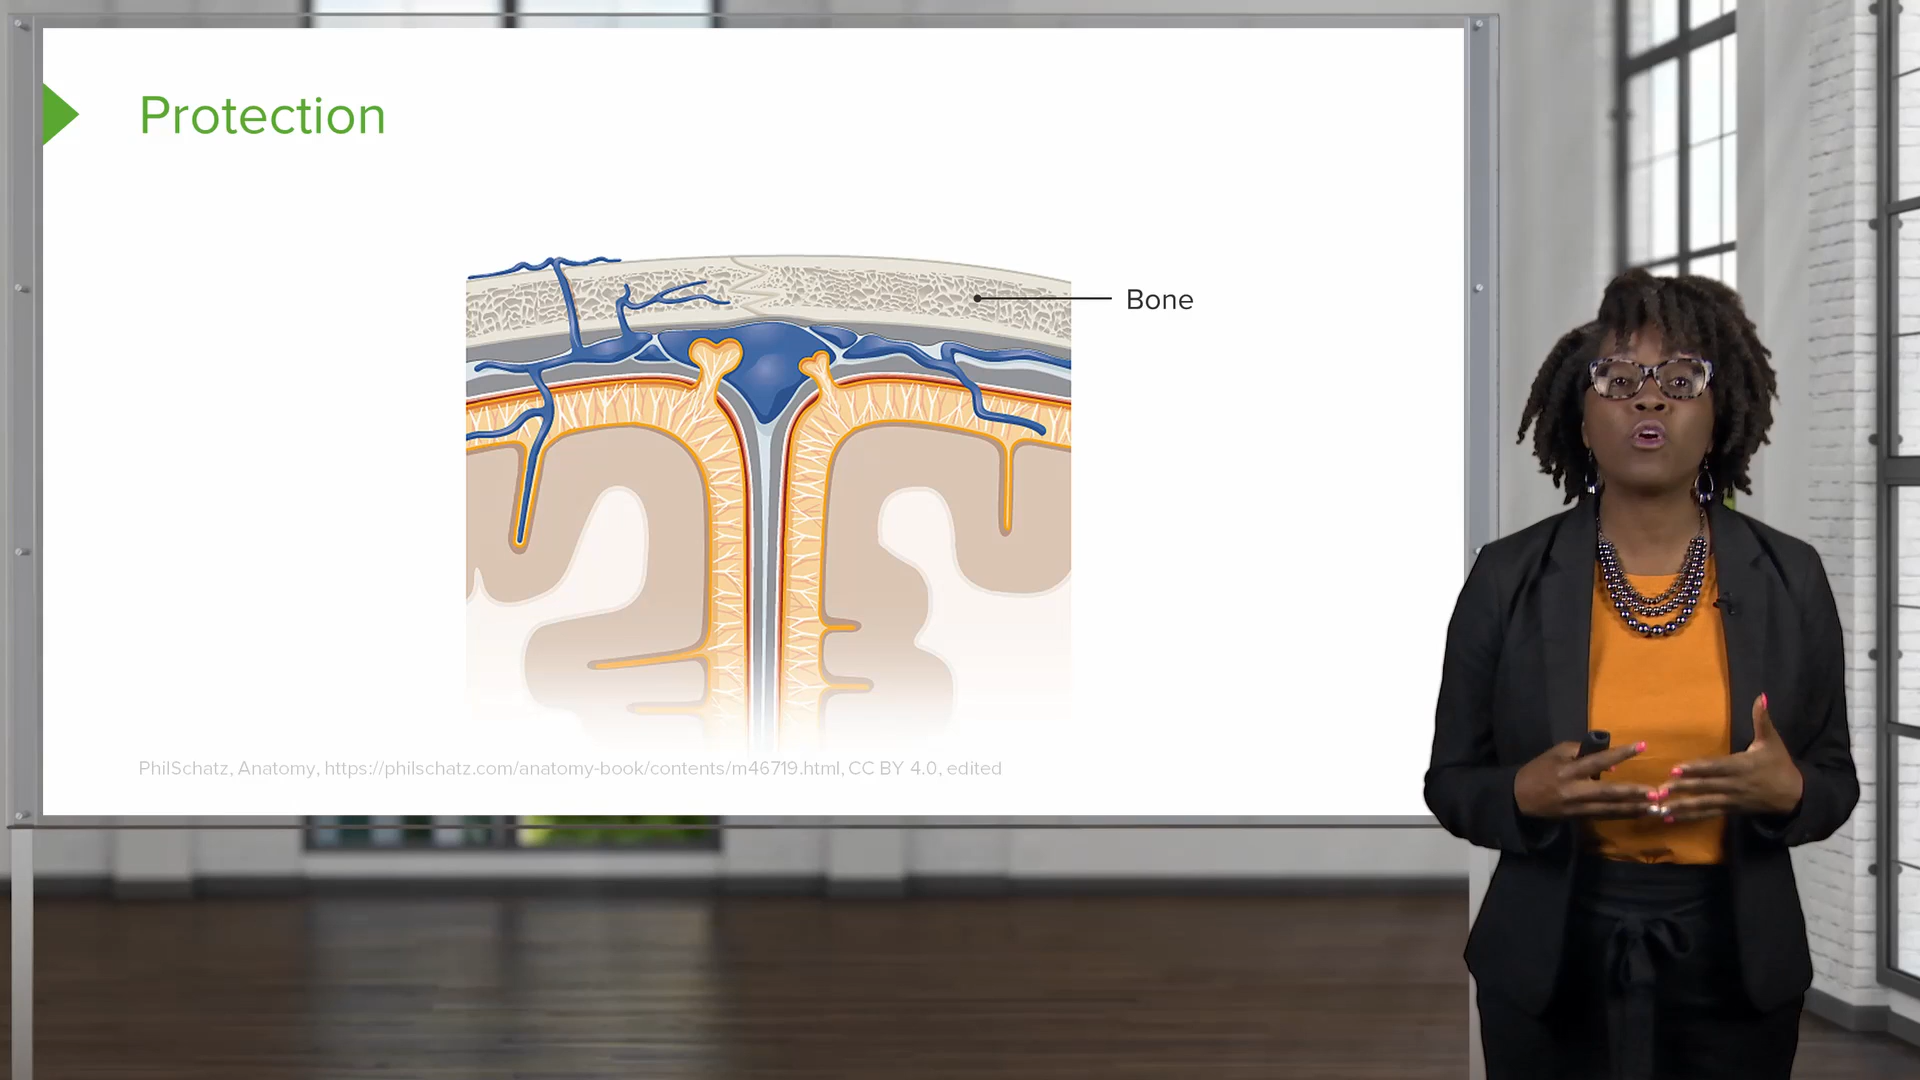 Protection
Bone
PhilSchatz, Anatomy, https://philschatz.com/anatomy-book/contents/m46719.html, CC BY 4.0, edited